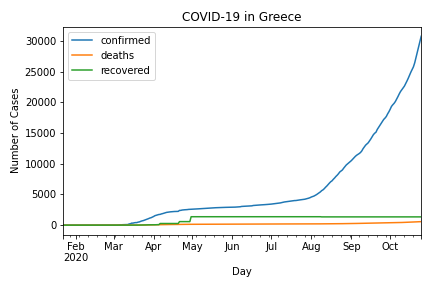 COVID-19 in Greece
confirmed
deaths
recovered
Number of Cases
30000
25000
20000
15000
10000
5000
0
Feb Mar Apr May Jun Jul Aug Sep Oct
2020
Day